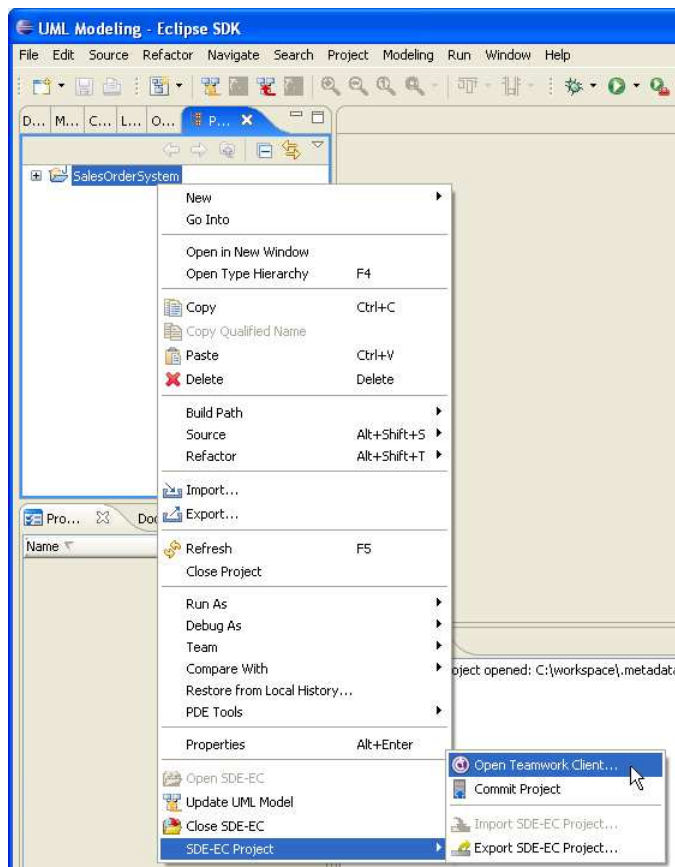 UML Modeling - Eclipse SDK
File Edit Source Refactor Navigate Search Project Modeling Run Window Help
D... M... C... L... O... P...
SalesOrderSystem
New
Go Into
Open in New Window
Open Type Hierarchy F4
Copy Ctrl+C
Copy Qualified Name
Paste Ctrl+V
Delete Delete
Build Path
Source Alt+Shift+S
Refactor Alt+Shift+T
Import...
Export...
Pro... Doc
Name
Refresh F5
Close Project
Run As
Debug As
Team
Compare With
oject opened: C:\workspace\.metadata
Restore from Local History...
PDE Tools
Properties Alt+Enter
Open SDE-EC
Update UML Model
Close SDE-EC
SDE-EC Project
Open Teamwork Client...
Commit Project
Import SDE-EC Project...
Export SDE-EC Project...